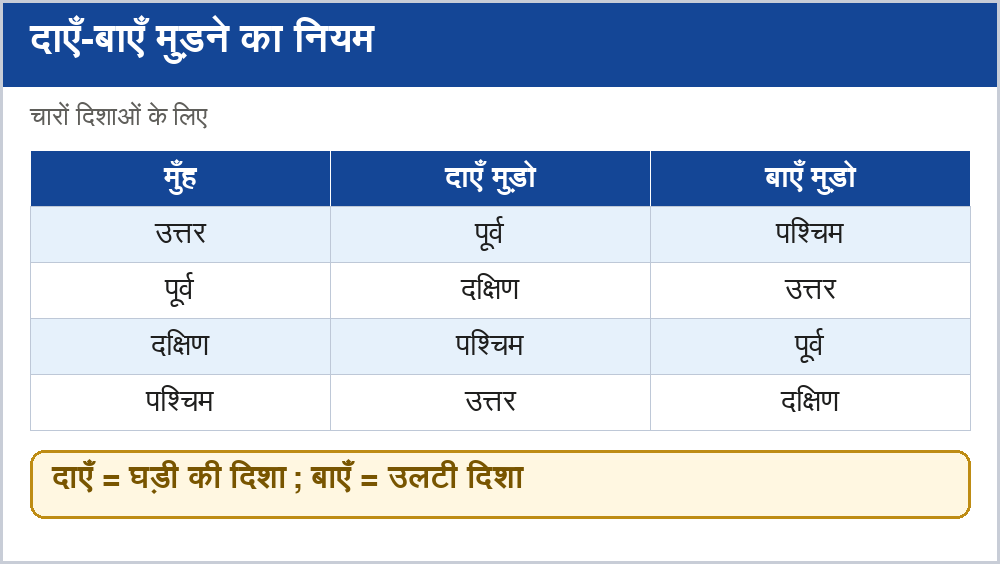 दाएँ-बाएँ मुड़ने का नियम
चारों दिशाओं के लिए
मुँह दाएँ मुड़ो बाएँ मुड़ो
उत्तर पूर्व पश्चिम
पूर्व दक्षिण उत्तर
दक्षिण पश्चिम पूर्व
पश्चिम उत्तर दक्षिण
दाएँ = घड़ी की दिशा ; बाएँ = उलटी दिशा